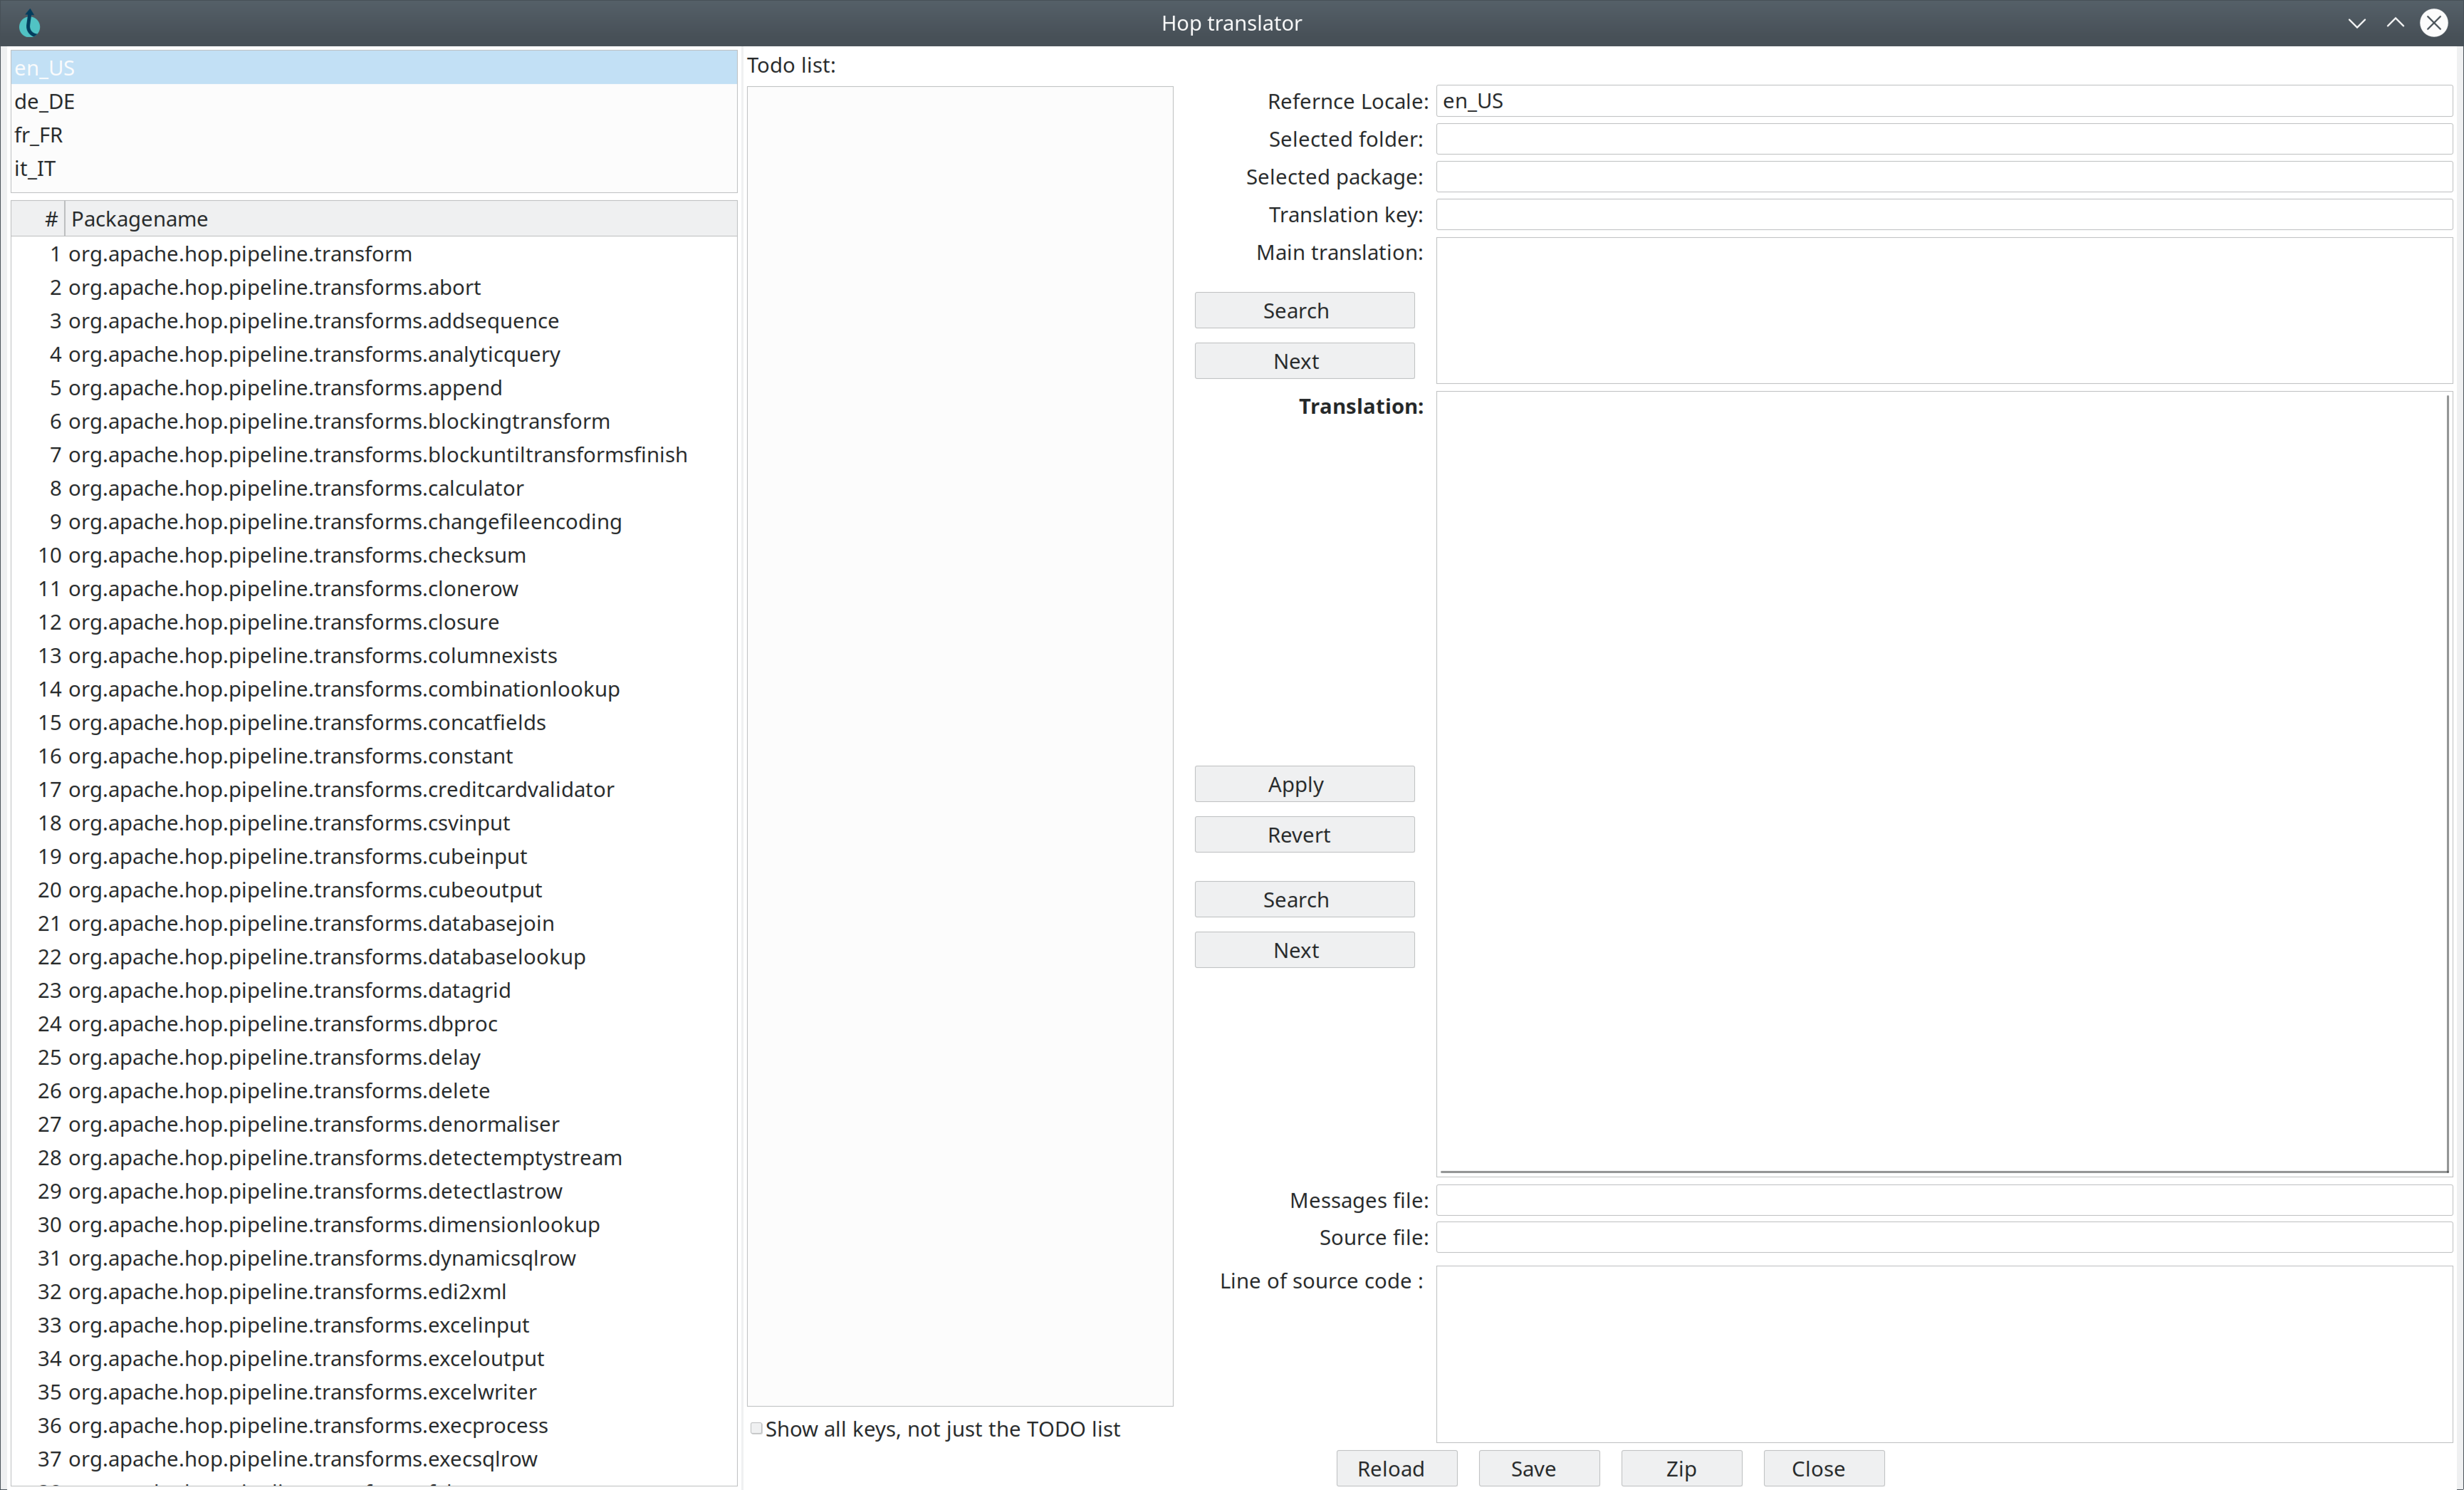 Hop translator
en_US
de_DE
fr_FR
it_IT
# Packagename
1 org.apache.hop.pipeline.transform
2 org.apache.hop.pipeline.transforms.abort
3 org.apache.hop.pipeline.transforms.addsequence
4 org.apache.hop.pipeline.transforms.analyticquery
5 org.apache.hop.pipeline.transforms.append
6 org.apache.hop.pipeline.transforms.blockingtransform
7 org.apache.hop.pipeline.transforms.blockuntiltransformsfinish
8 org.apache.hop.pipeline.transforms.calculator
9 org.apache.hop.pipeline.transforms.changefileencoding
10 org.apache.hop.pipeline.transforms.checksum
11 org.apache.hop.pipeline.transforms.clonerow
12 org.apache.hop.pipeline.transforms.closure
13 org.apache.hop.pipeline.transforms.columnexists
14 org.apache.hop.pipeline.transforms.combinationlookup
15 org.apache.hop.pipeline.transforms.concatfields
16 org.apache.hop.pipeline.transforms.constant
17 org.apache.hop.pipeline.transforms.creditcardvalidator
18 org.apache.hop.pipeline.transforms.csvinput
19 org.apache.hop.pipeline.transforms.cubeinput
20 org.apache.hop.pipeline.transforms.cubeoutput
21 org.apache.hop.pipeline.transforms.databasejoin
22 org.apache.hop.pipeline.transforms.databaselookup
23 org.apache.hop.pipeline.transforms.datagrid
24 org.apache.hop.pipeline.transforms.dbproc
25 org.apache.hop.pipeline.transforms.delay
26 org.apache.hop.pipeline.transforms.delete
27 org.apache.hop.pipeline.transforms.denormaliser
28 org.apache.hop.pipeline.transforms.detectemptystream
29 org.apache.hop.pipeline.transforms.detectlastrow
30 org.apache.hop.pipeline.transforms.dimensionlookup
31 org.apache.hop.pipeline.transforms.dynamicsqlrow
32 org.apache.hop.pipeline.transforms.edi2xml
33 org.apache.hop.pipeline.transforms.excelinput
34 org.apache.hop.pipeline.transforms.exceloutput
35 org.apache.hop.pipeline.transforms.excelwriter
36 org.apache.hop.pipeline.transforms.execprocess
37 org.apache.hop.pipeline.transforms.execsqlrow
Todo list:
Show all keys, not just the TODO list
Refernce Locale: en_US
Selected folder:
Selected package:
Translation key:
Main translation:
Search
Next
Translation:
Apply
Revert
Search
Next
Messages file:
Source file:
Line of source code :
Reload Save Zip Close